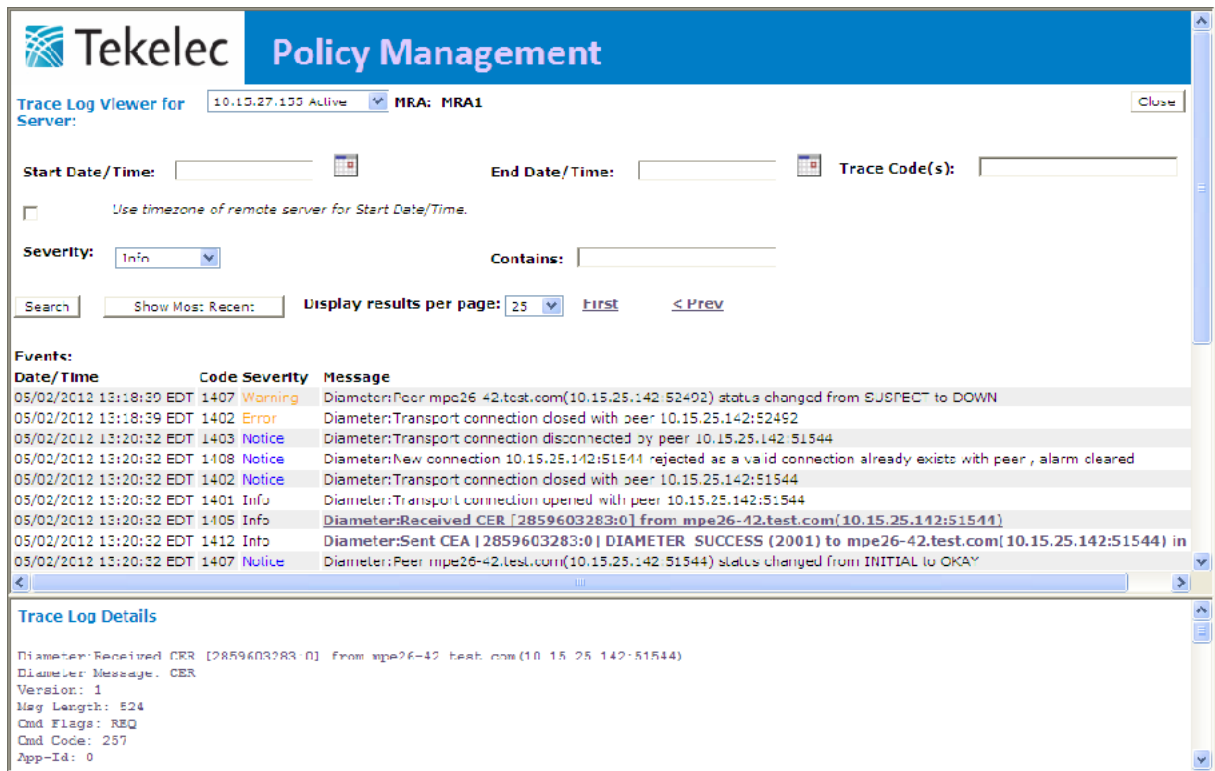 Tekelec Policy Management
Trace Log Viewer for Server: 10.15.27.155 Active MRA: MRA1 Close
Start Date/Time: End Date/Time: Trace Code(s):
Use timezone of remote server for Start Date/Time.
Severity: Info Contains:
Search Show Most Recent Display results per page: 25 First < Prev
Events:
Date/Time Code Severity Message
05/02/2012 13:18:39 EDT 1407 Warning Diameter:Peer mpe26-42.test.com(10.15.25.142:52492) status changed from SUSPECT to DOWN
05/02/2012 13:18:39 EDT 1402 Error Diameter:Transport connection closed with peer 10.15.25.142:52492
05/02/2012 13:20:32 EDT 1403 Notice Diameter:Transport connection disconnected by peer 10.15.25.142:51544
05/02/2012 13:20:32 EDT 1408 Notice Diameter:New connection 10.15.25.142:51544 rejected as a valid connection already exists with peer , alarm cleared
05/02/2012 13:20:32 EDT 1402 Notice Diameter:Transport connection closed with peer 10.15.25.142:51544
05/02/2012 13:20:32 EDT 1401 Info Diameter:Transport connection opened with peer 10.15.25.142:51544
05/02/2012 13:20:32 EDT 1405 Info Diameter:Received CER [2859603283:0] from mpe26-42.test.com(10.15.25.142:51544)
05/02/2012 13:20:32 EDT 1412 Info Diameter:Sent CEA [2859603283:0] DIAMETER_SUCCESS (2001) to mpe26-42.test.com(10.15.25.142:51544) in
05/02/2012 13:20:32 EDT 1407 Notice Diameter:Peer mpe26-42.test.com(10.15.25.142:51544) status changed from INITIAL to OKAY
Trace Log Details
Diameter:Received CER [2859603283:0] from mpe26-42.test.com(10.15.25.142:51544)
Diameter Message: CER
Version: 1
Msg Length: 524
Cmd Flags: REQ
Cmd Code: 257
App-Id: 0